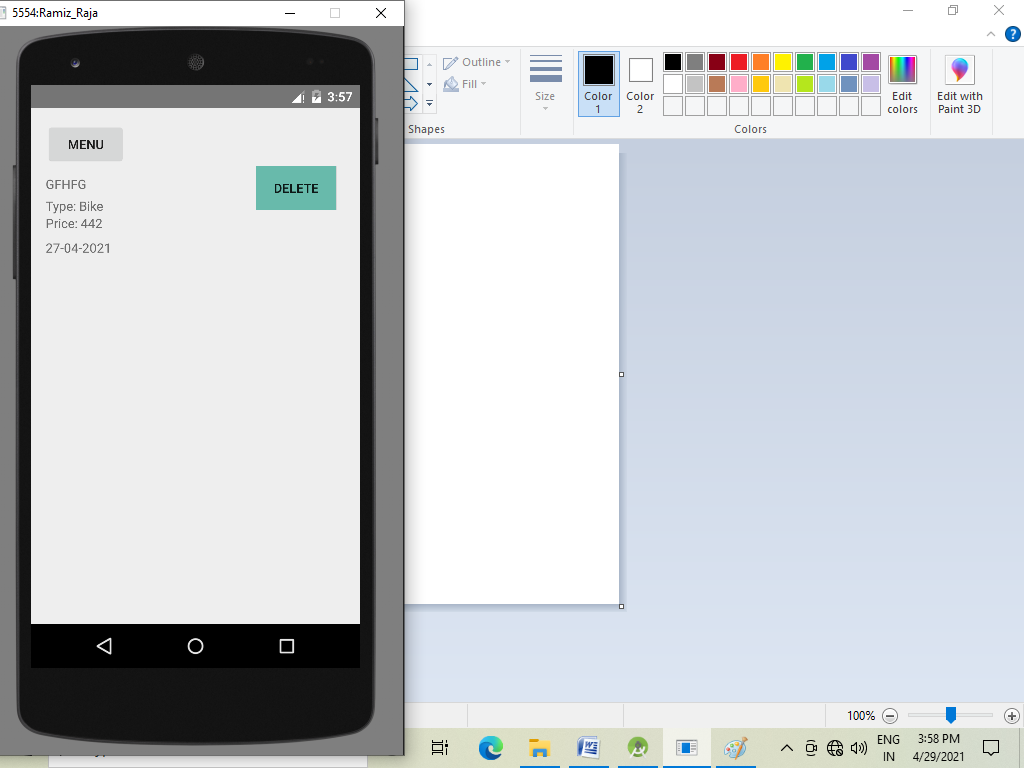 5554:Ramiz_Raja
3:57
MENU
GFHFG
DELETE
Type: Bike
Price: 442
27-04-2021
Outline
Fill
Shapes
Size
Color
1
Color
2
Edit
colors
Edit with
Paint 3D
Colors
100%
ENG
IN
3:58 PM
4/29/2021